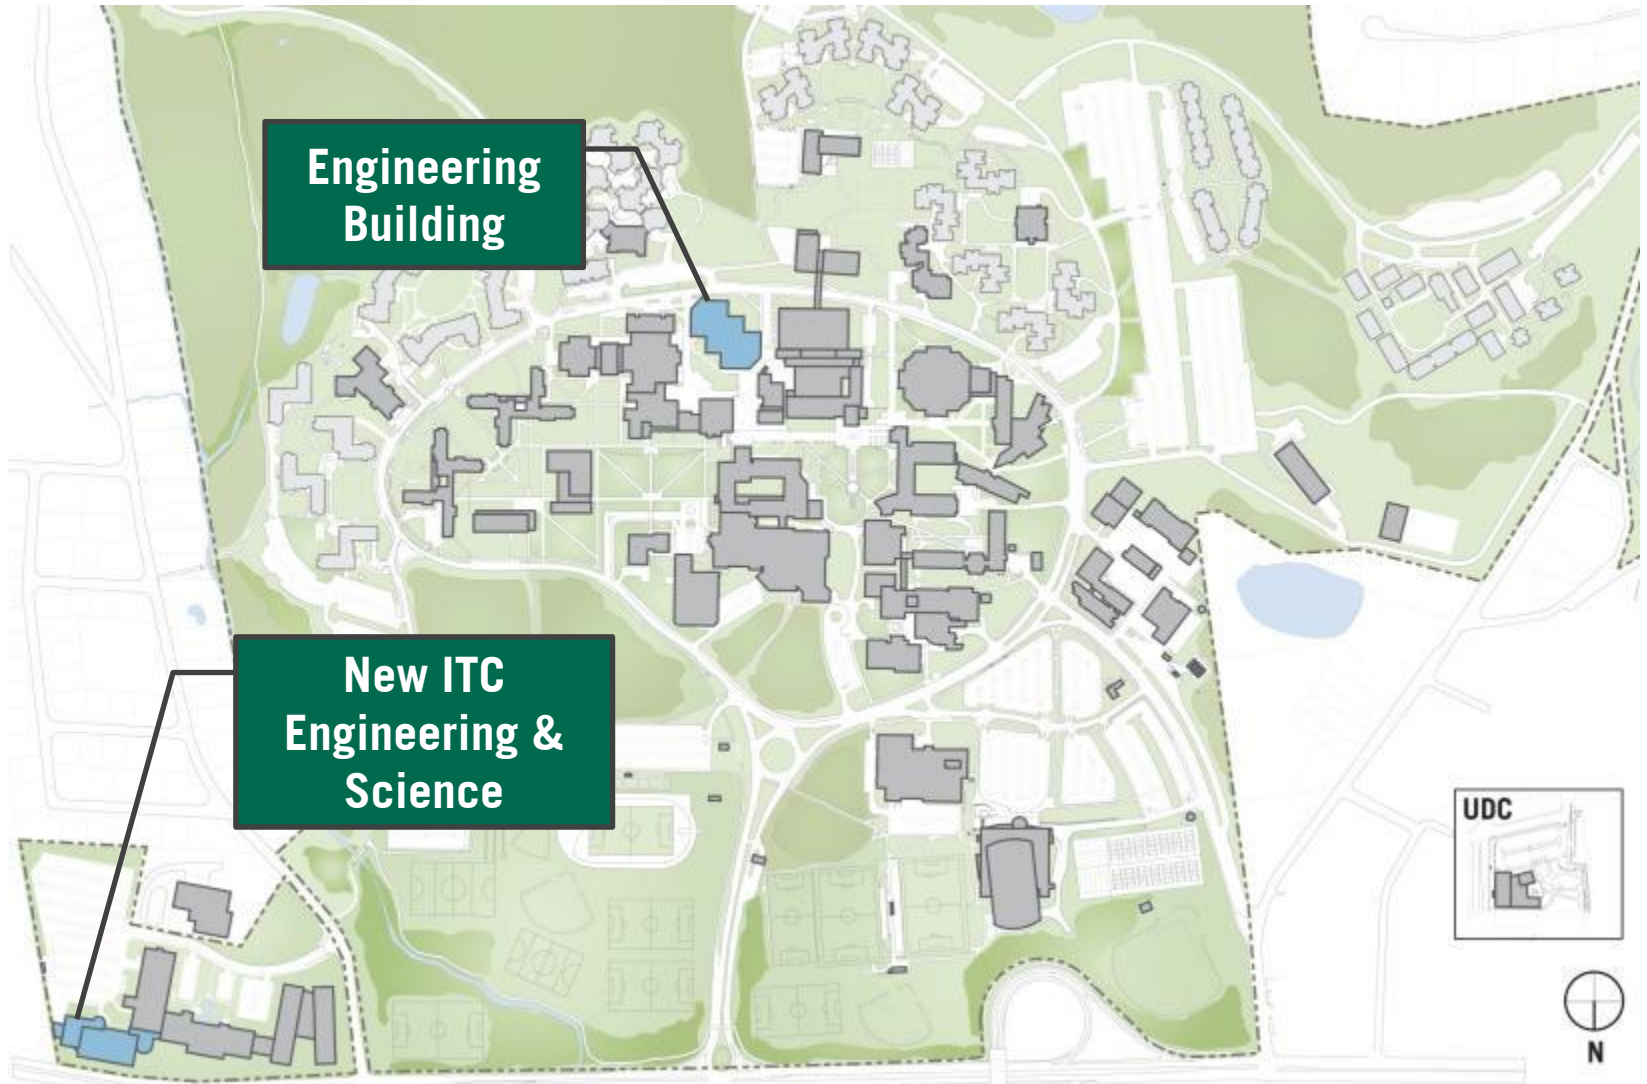 Engineering
Building
New ITC
Engineering &
Science
UDC
N